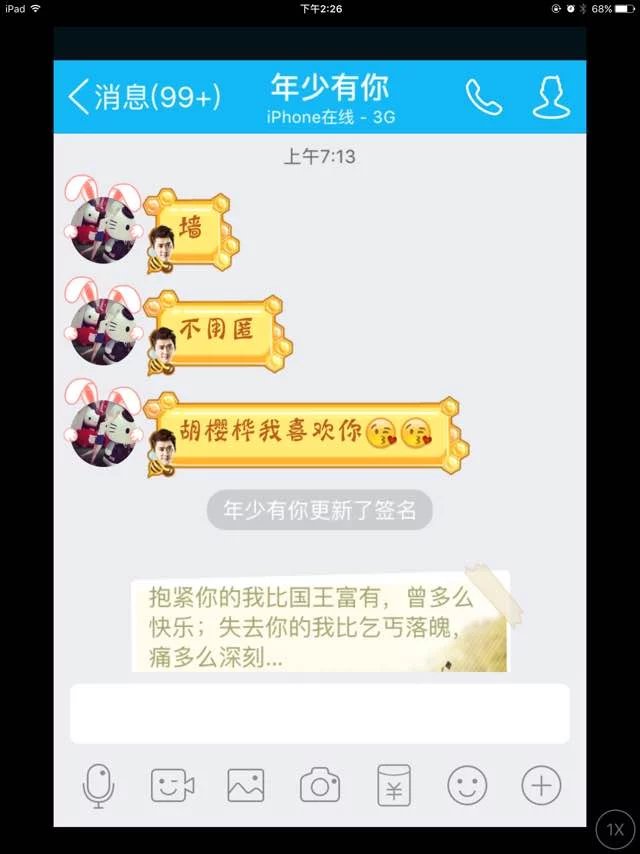 iPad
下午2:26
68%
消息(99+)
年少有你
iPhone在线 - 3G
上午7:13
墙
不用匿
胡樱桦我喜欢你
年少有你更新了签名
抱紧你的我比国王富有，曾多么
快乐；失去你的我比乞丐落魄，
痛多么深刻...
¥
1X